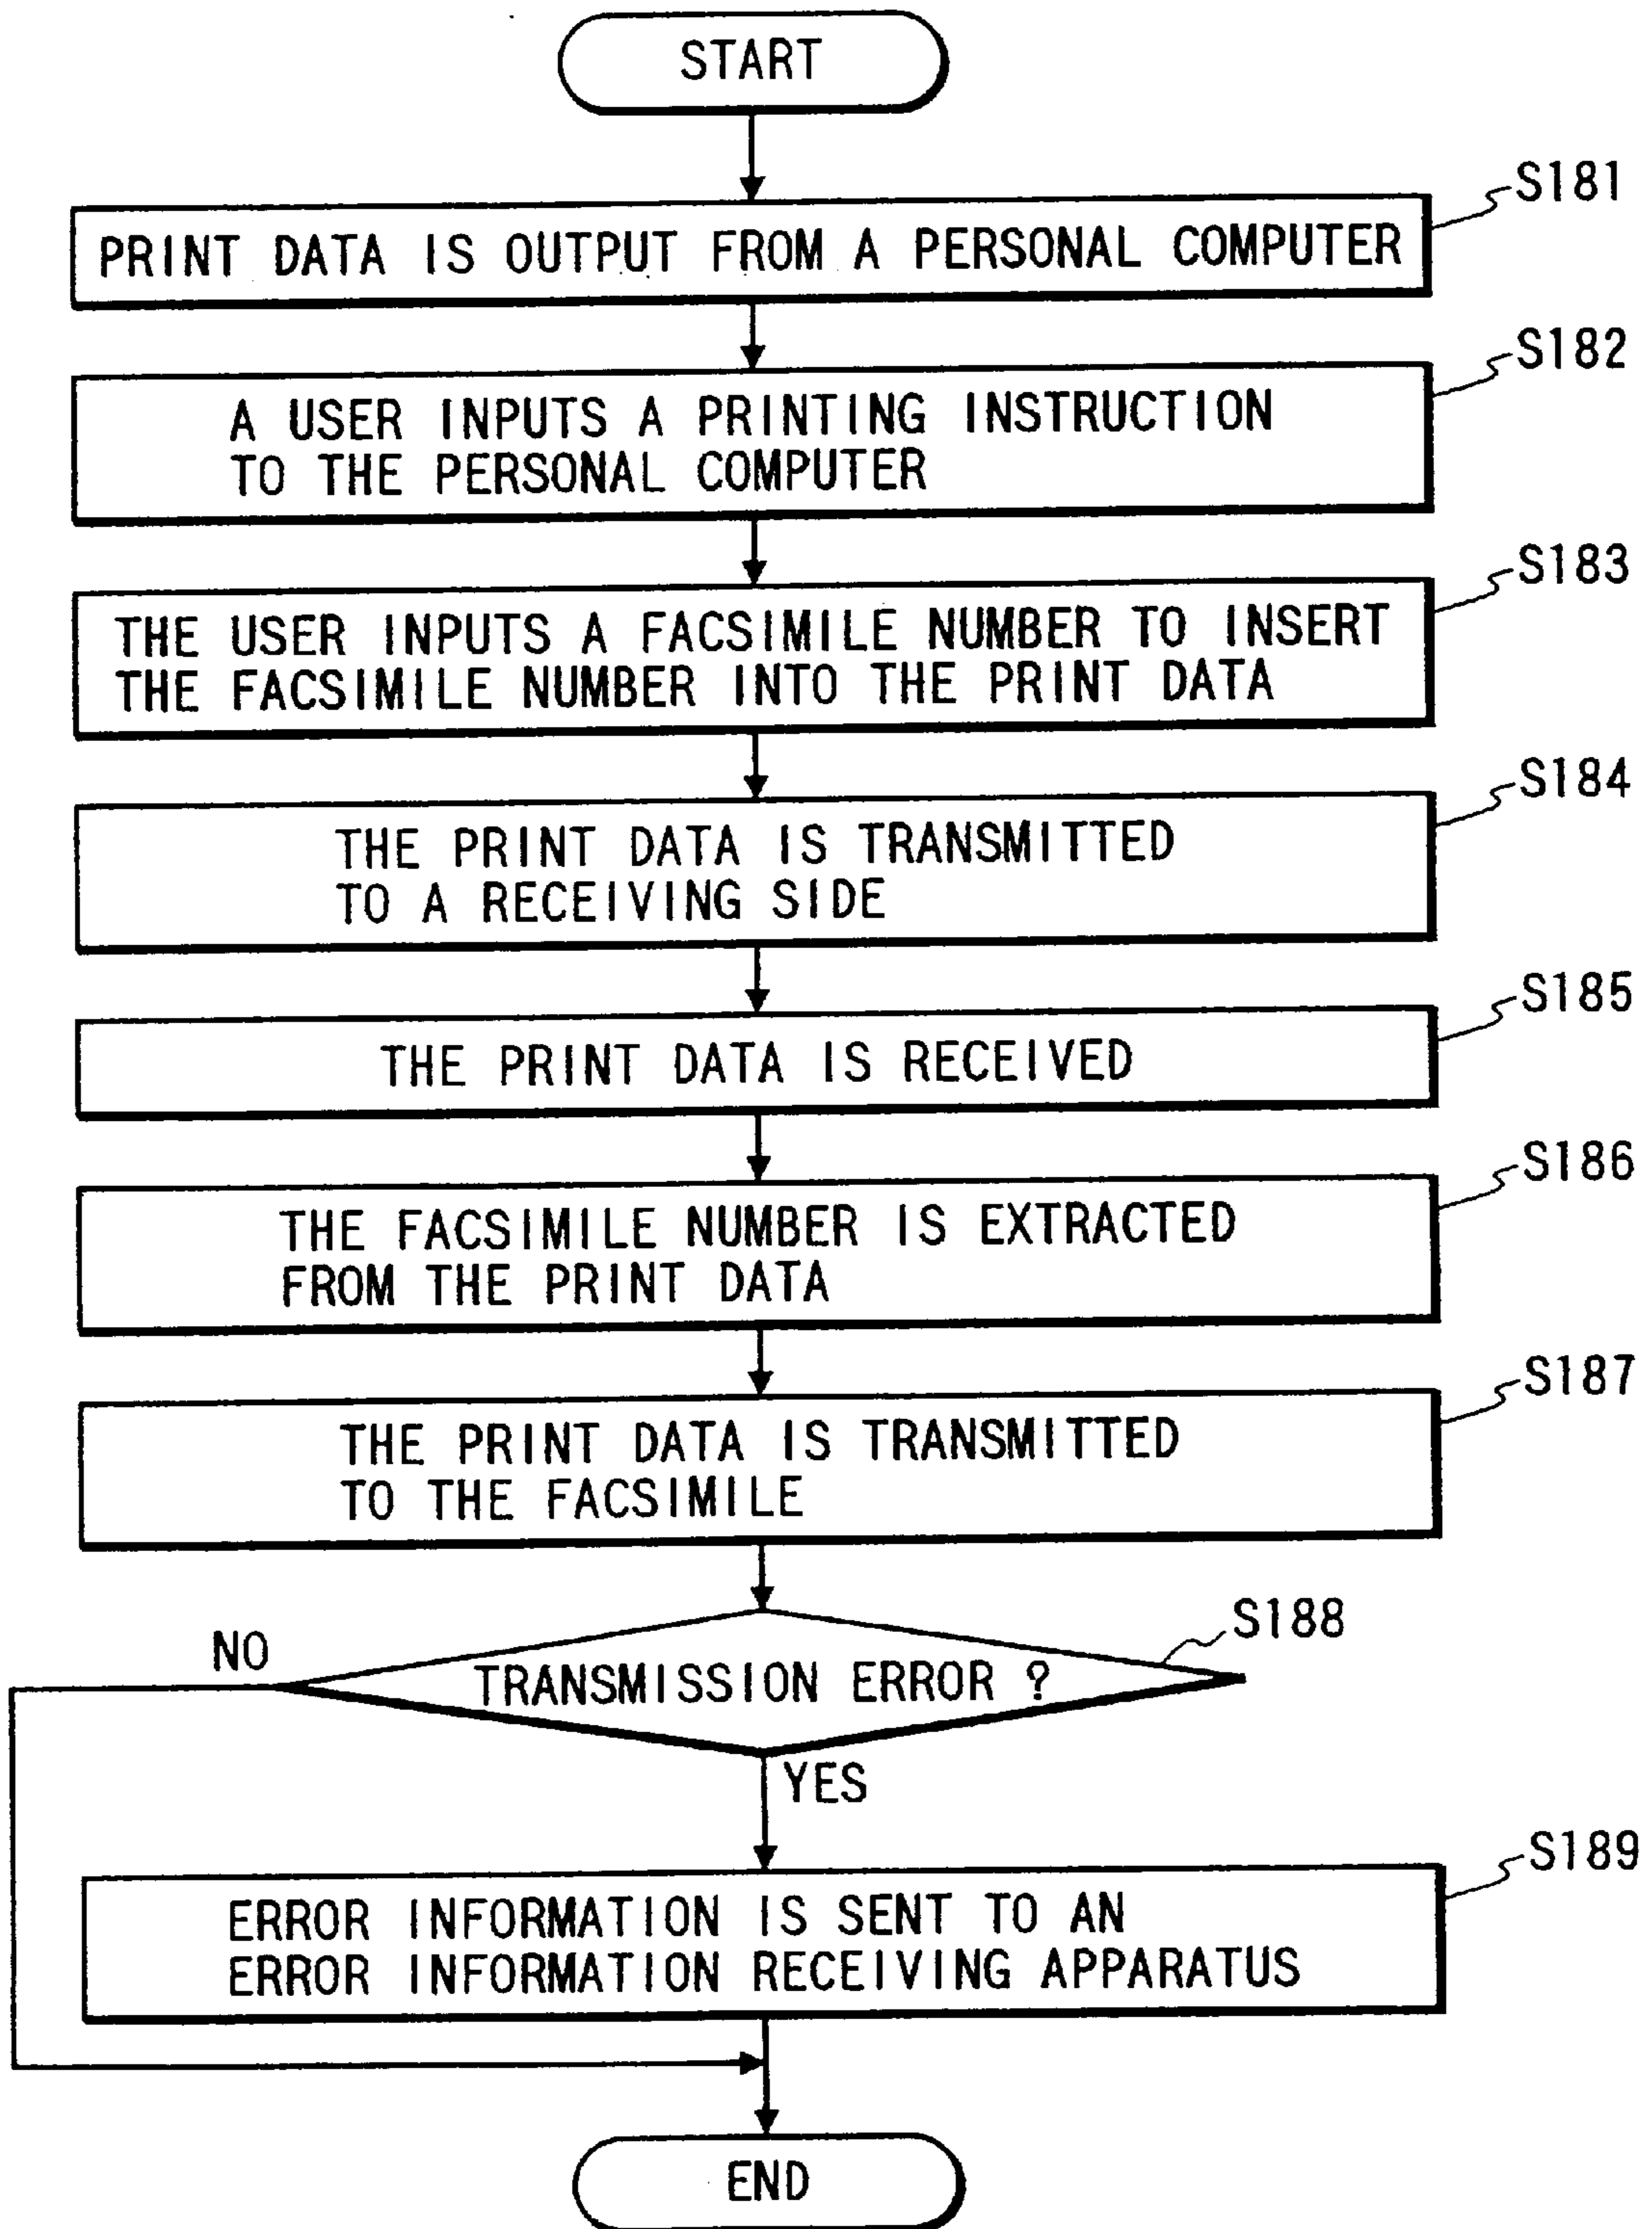 START
S181
PRINT DATA IS OUTPUT FROM A PERSONAL COMPUTER
S182
A USER INPUTS A PRINTING INSTRUCTION
TO THE PERSONAL COMPUTER
S183
THE USER INPUTS A FACSIMILE NUMBER TO INSERT
THE FACSIMILE NUMBER INTO THE PRINT DATA
S184
THE PRINT DATA IS TRANSMITTED
TO A RECEIVING SIDE
S185
THE PRINT DATA IS RECEIVED
S186
THE FACSIMILE NUMBER IS EXTRACTED
FROM THE PRINT DATA
S187
THE PRINT DATA IS TRANSMITTED
TO THE FACSIMILE
S188
NO
TRANSMISSION ERROR ?
YES
S189
ERROR INFORMATION IS SENT TO AN
ERROR INFORMATION RECEIVING APPARATUS
END